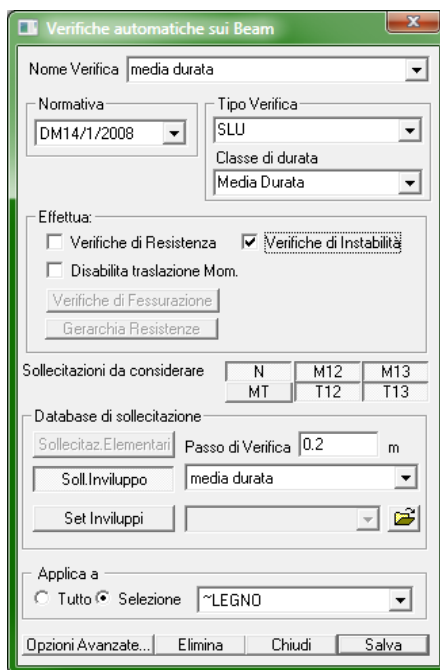 Verifiche automatiche sui Beam
Nome Verifica media durata
Normativa
DM14/1/2008
Tipo Verifica
SLU
Classe di durata
Media Durata
Effettua:
Verifiche di Resistenza
Verifiche di Instabilità
Disabilita traslazione Mom.
Verifiche di Fessurazione
Gerarchia Resistenze
Sollecitazioni da considerare
N M12 M13
MT T12 T13
Database di sollecitazione
Sollecitaz.Elementari Passo di Verifica 0.2 m
Soll.Inviluppo media durata
Set Inviluppi
Applica a
Tutto Selezione ~LEGNO
Opzioni Avanzate... Elimina Chiudi Salva